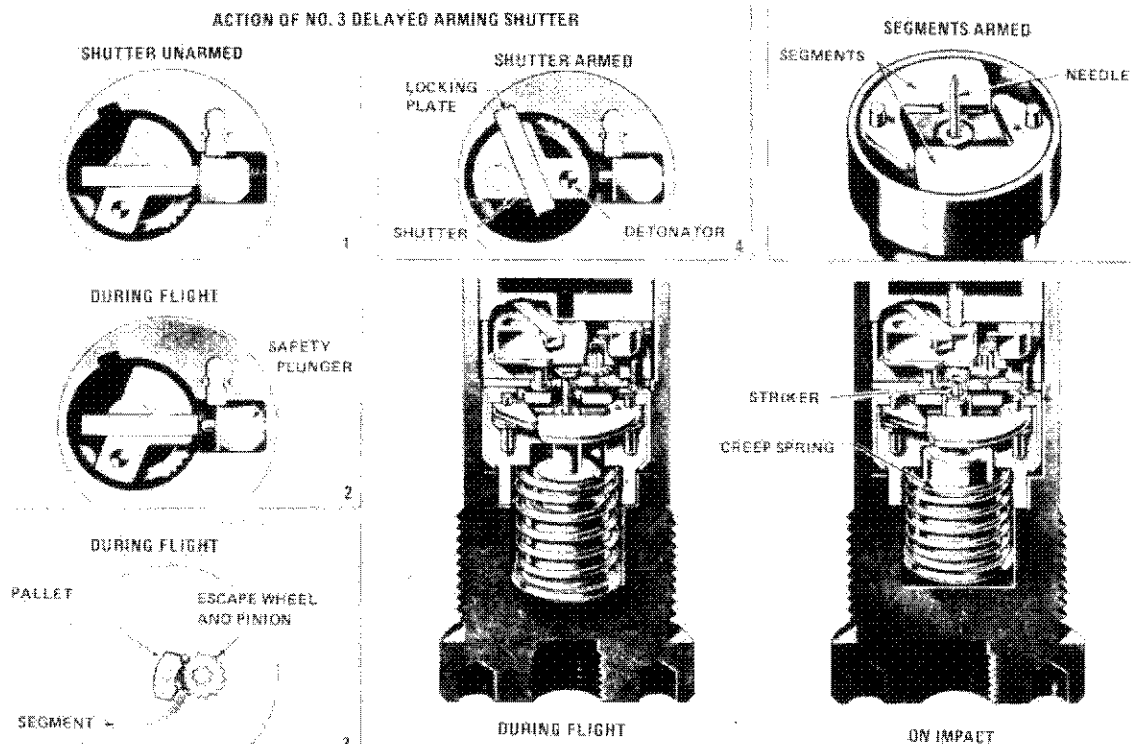 ACTION OF NO. 3 DELAYED ARMING SHUTTER
SHUTTER UNARMED
1
SHUTTER ARMED
LOCKING
PLATE
SHUTTER
DETONATOR
4
SEGMENTS ARMED
SEGMENTS
NEEDLE
DURING FLIGHT
SAFETY
PLUNGER
2
DURING FLIGHT
PALLET
ESCAPE WHEEL
AND PINION
SEGMENT
3
DURING FLIGHT
STRIKER
CREEP SPRING
ON IMPACT